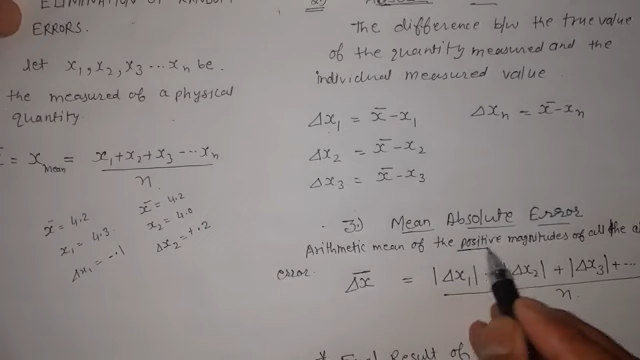 ELIMINATION OF RANDOM
ERRORS.
let x₁, x₂, x₃ ... xₙ be.
the measured of a physical
quantity.
= x_mean = x₁+x₂+x₃ ... xₙ / n
x̄ = 4.2
x₁ = 4.3
Δx₁ = -.1
x̄ = 4.2
x₂ = 4.0
Δx₂ = +.2
The difference b/w the true value
of the quantity measured and the
individual measured value.
Δx₁ = x̄ - x₁
Δxₙ = x̄ - xₙ
Δx₂ = x̄ - x₂
Δx₃ = x̄ - x₃
3.) Mean Absolute Error
Arithmetic mean of the positive magnitudes of all the
error.
Δx̄ = |Δx₁| Δx₂| + |Δx₃| + ... / n
* Final Result of